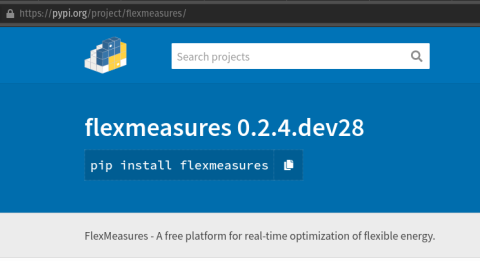 https://pypi.org/project/flexmeasures/
Search projects
flexmeasures 0.2.4.dev28
pip install flexmeasures
FlexMeasures - A free platform for real-time optimization of flexible energy.